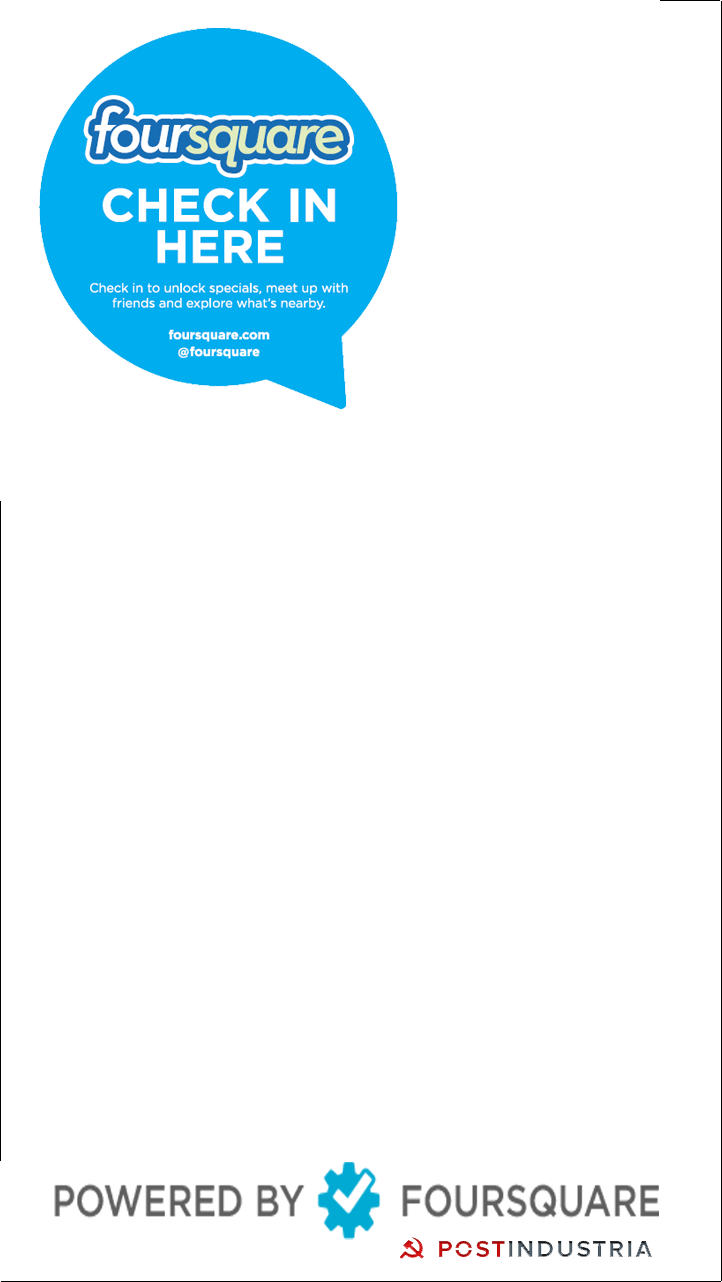 foursquare
CHECK IN
HERE
Check in to unlock specials, meet up with
friends and explore what's nearby.
foursquare.com
@foursquare
POWERED BY FOURSQUARE
POSTINDUSTRIA